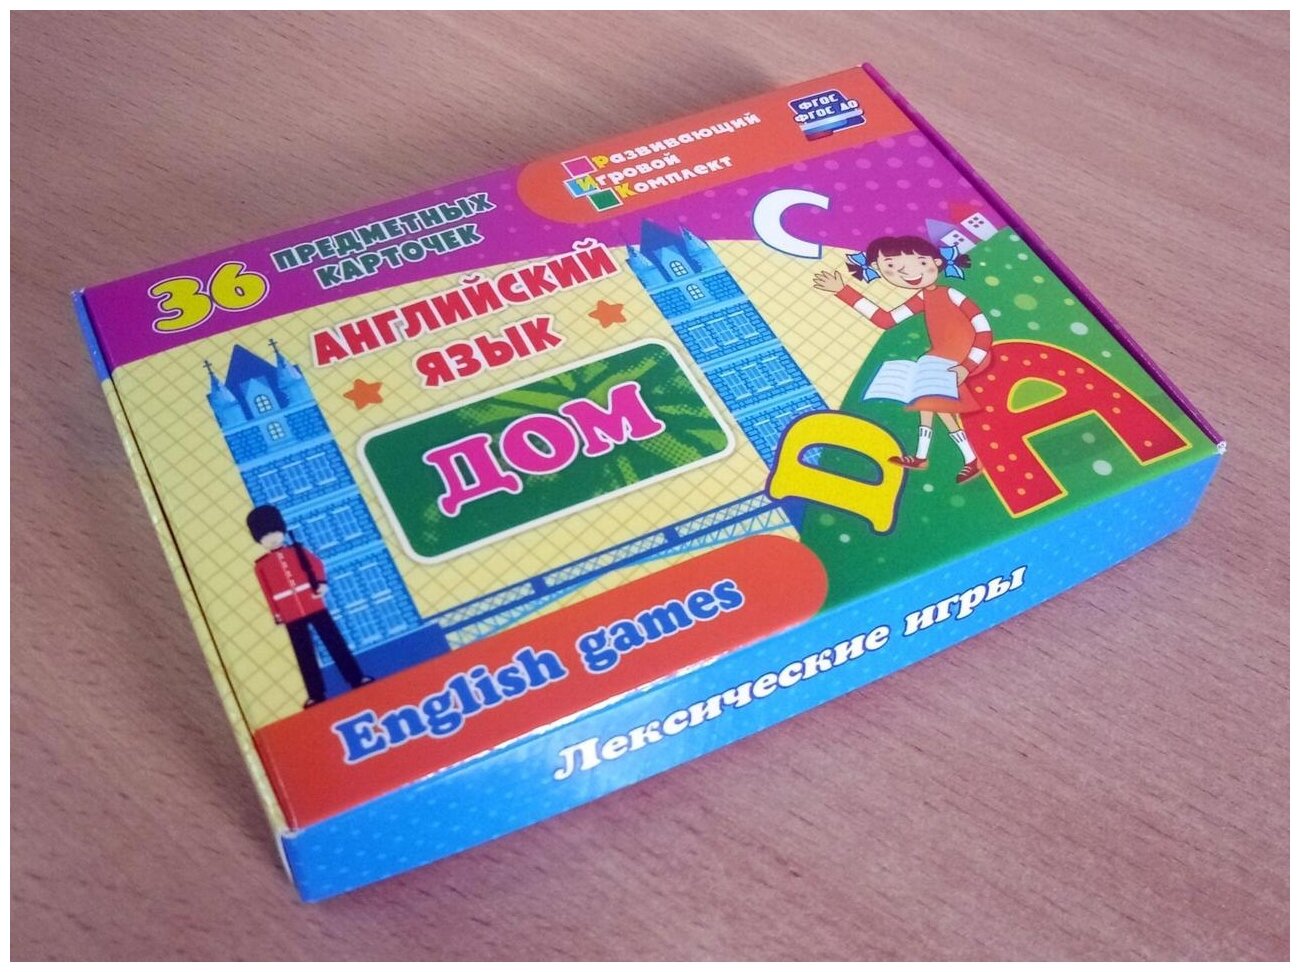 ФГОС
ФГОС ДО
Развивающий
Игровой
Комплект
36 ПРЕДМЕТНЫХ
КАРТОЧЕК
АНГЛИЙСКИЙ
ЯЗЫК
ДОМ
C
D
A
English games
Лексические игры